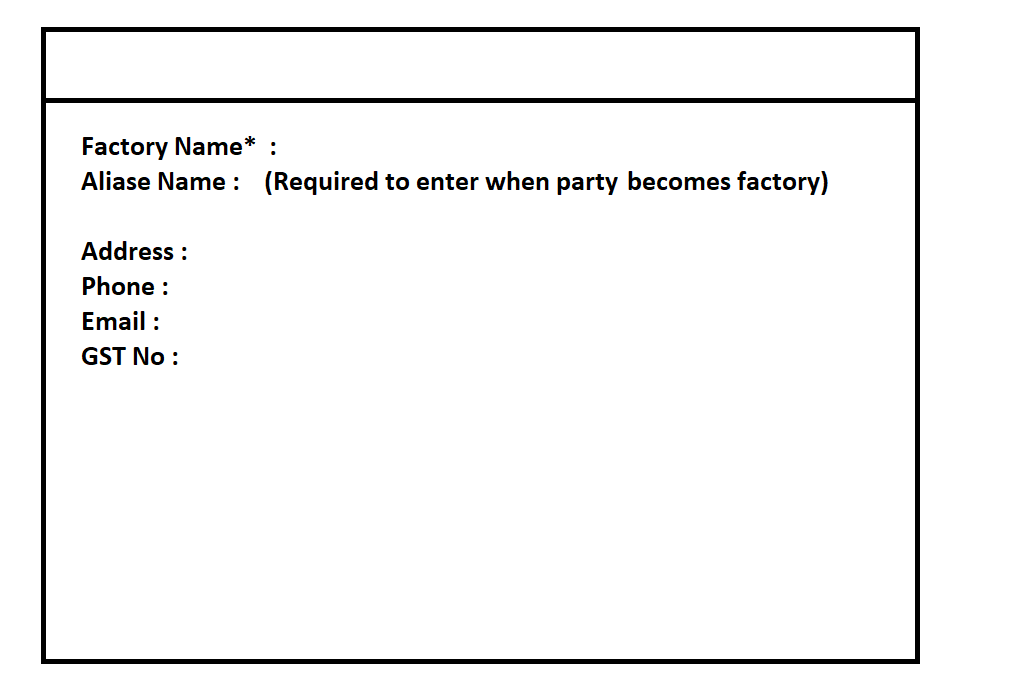 Factory Name*  :
Aliase Name :   (Required to enter when party becomes factory)
Address :
Phone :
Email :
GST No :